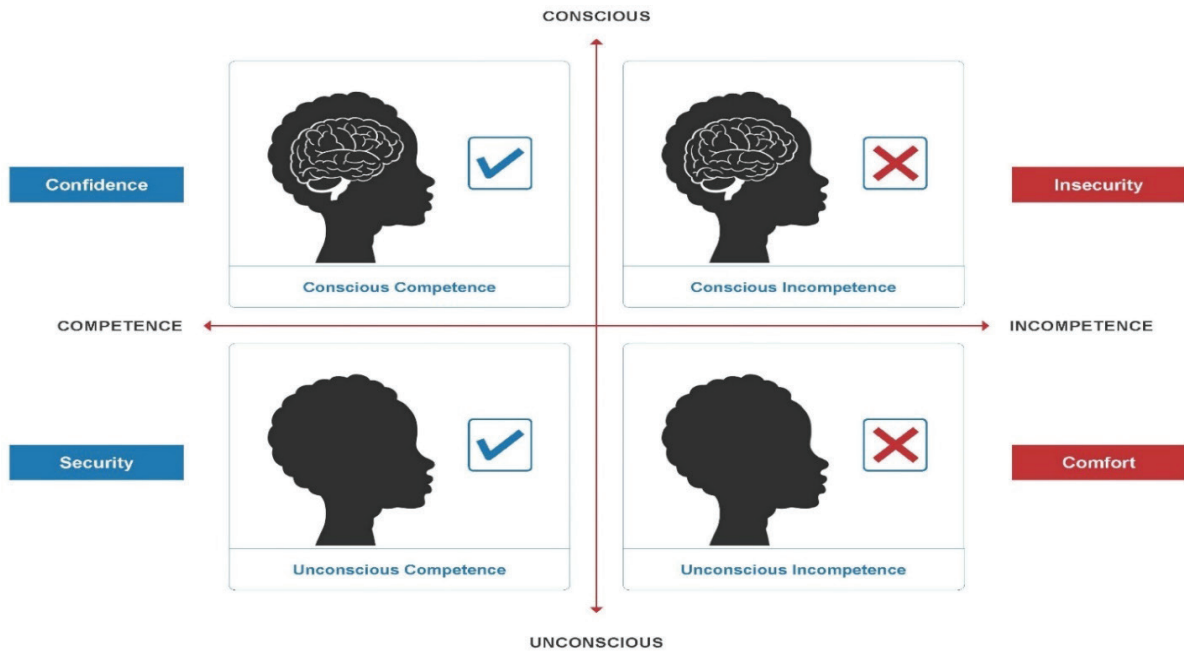 CONSCIOUS
Confidence
Insecurity
Conscious Competence
Conscious Incompetence
COMPETENCE
INCOMPETENCE
Security
Comfort
Unconscious Competence
Unconscious Incompetence
UNCONSCIOUS